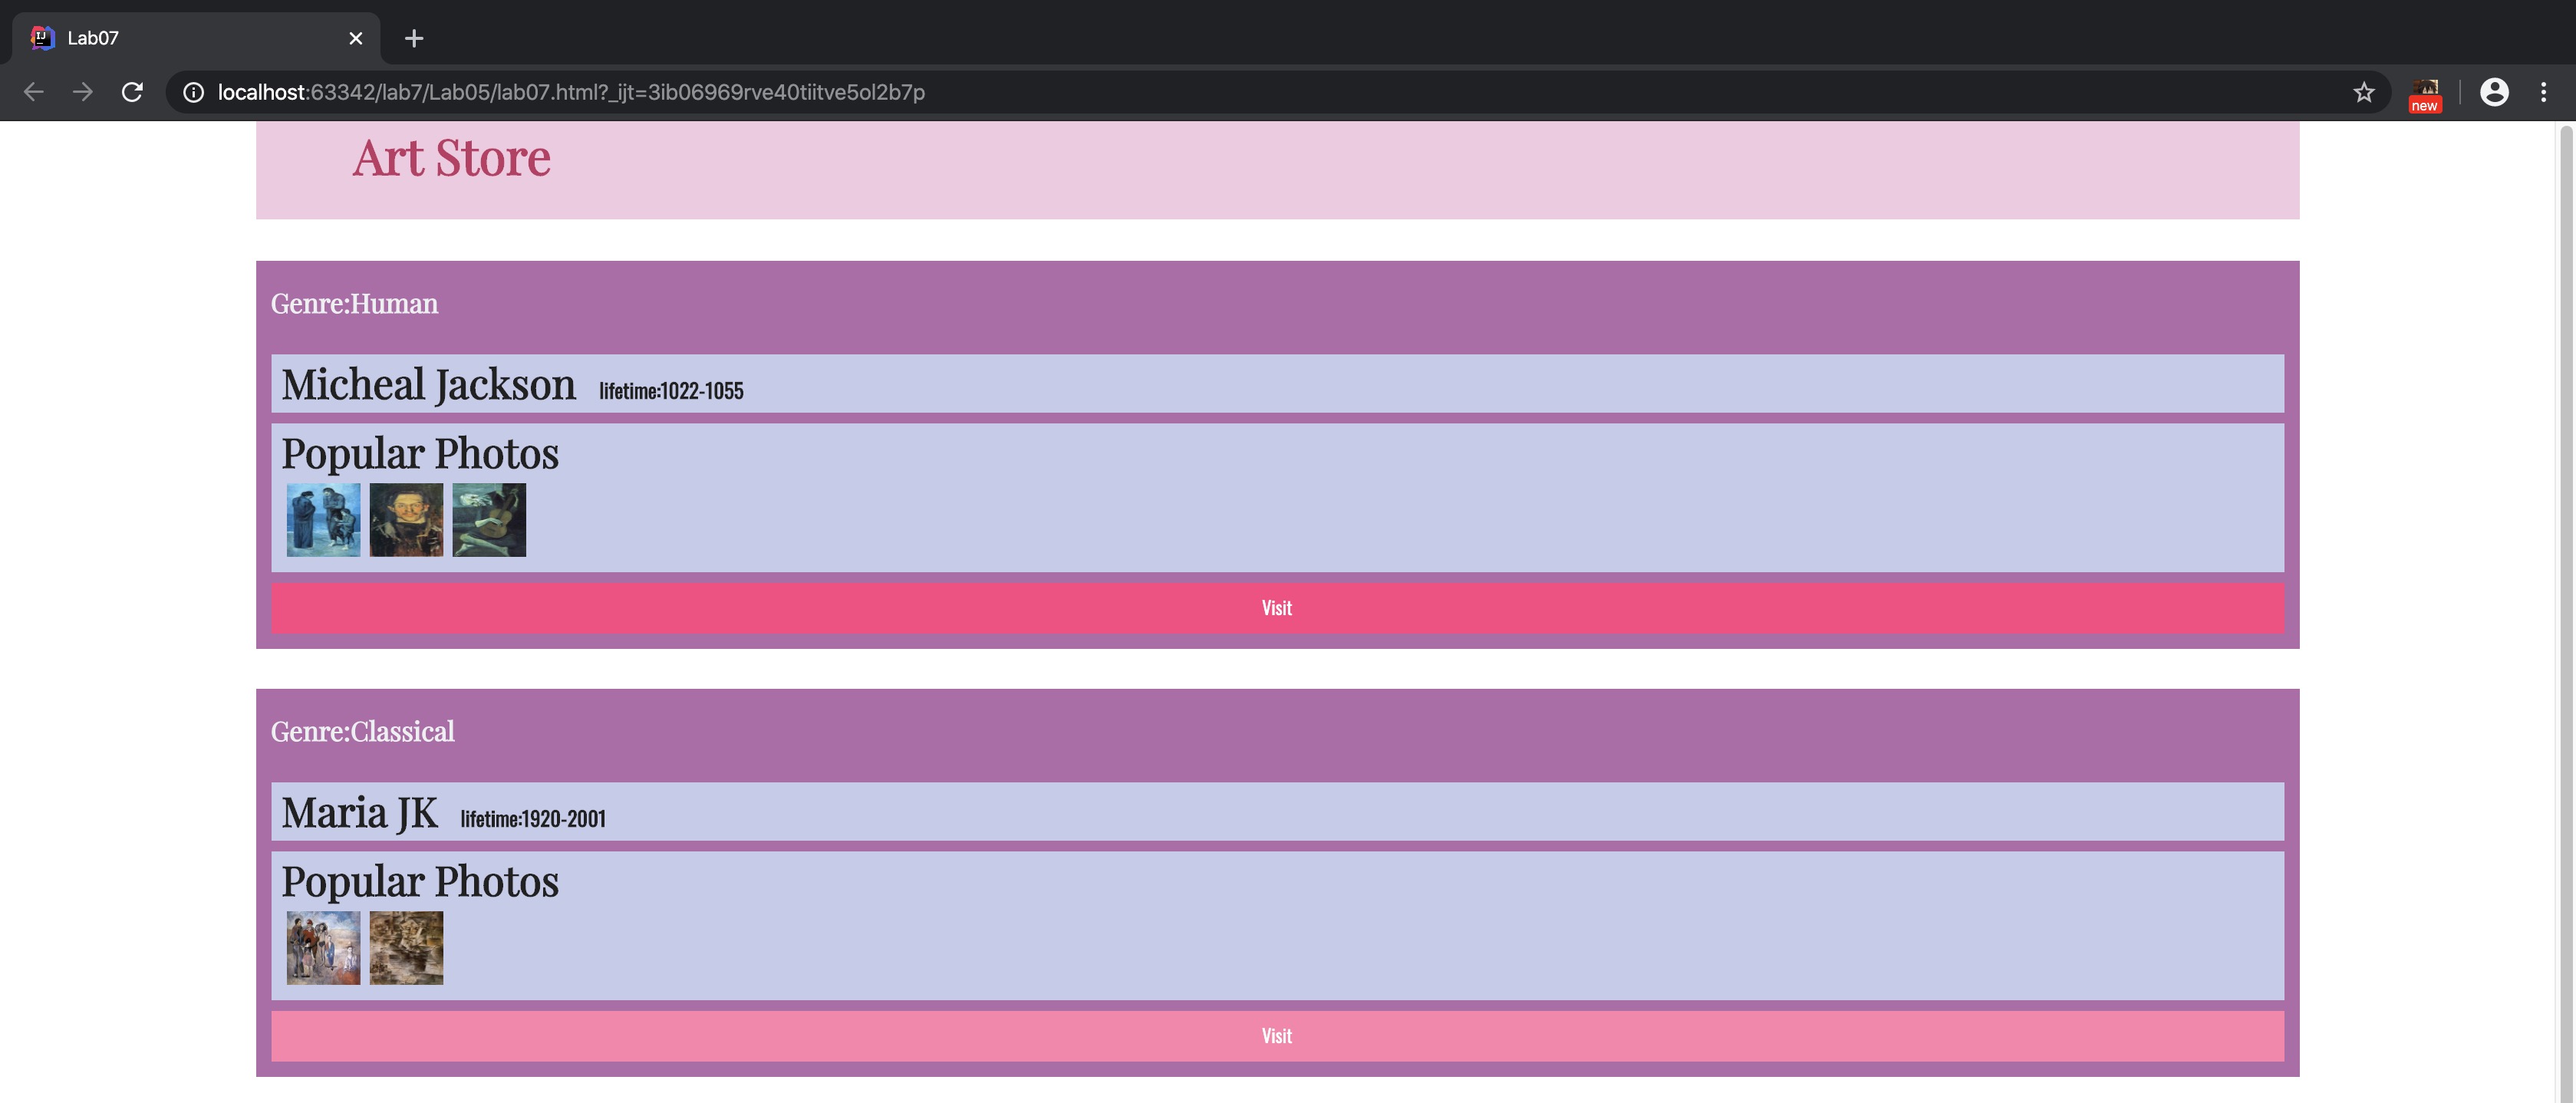 Lab07
localhost:63342/lab7/Lab05/lab07.html?_ijt=3ib06969rve40tiitve5ol2b7p
new
Art Store
Genre:Human
Micheal Jackson lifetime:1022-1055
Popular Photos
Visit
Genre:Classical
Maria JK lifetime:1920-2001
Popular Photos
Visit